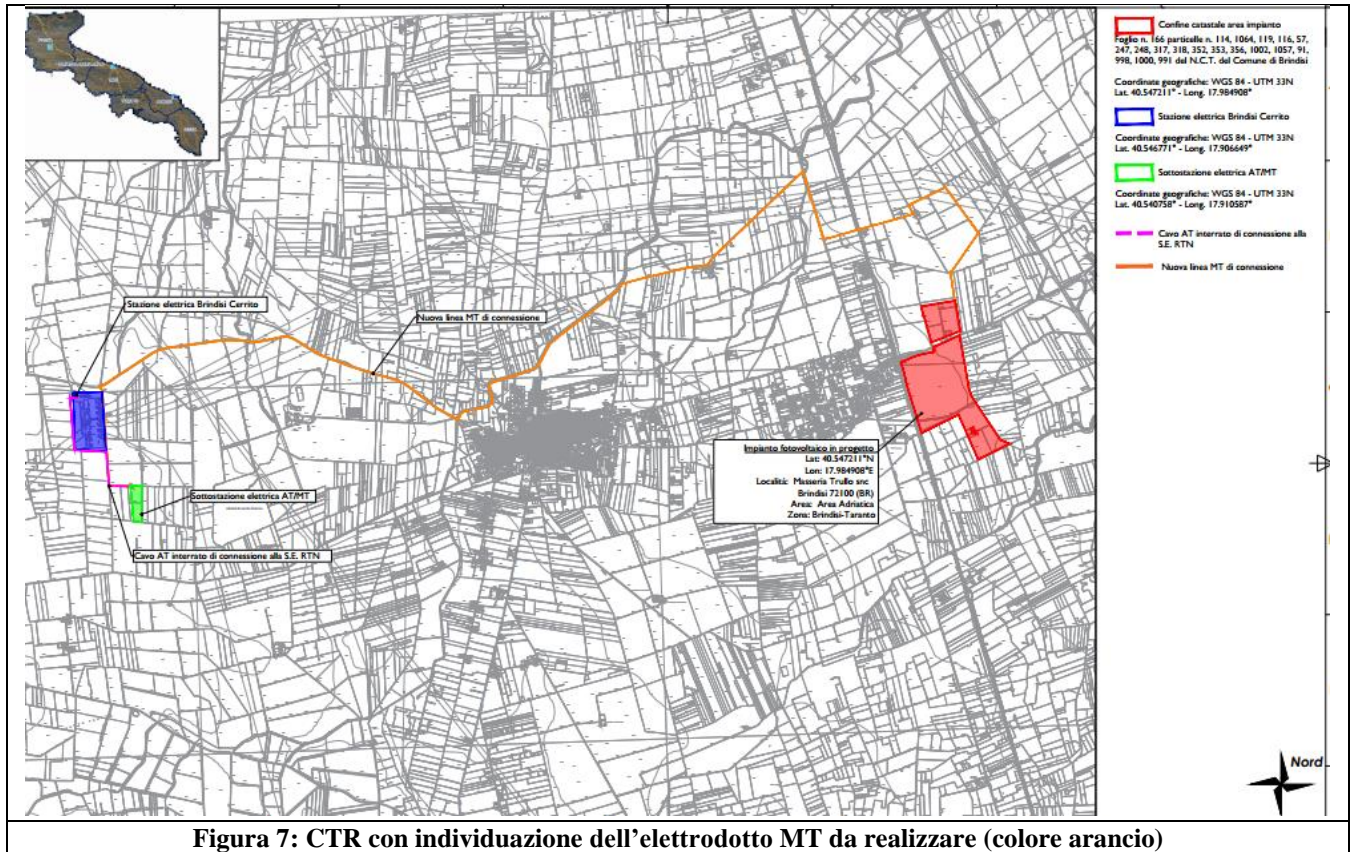 Confine catastale area impianto
Foglio n. 166 particelle n. 114, 1064, 119, 116, 57,
247, 248, 317, 318, 352, 353, 356, 1002, 1057, 91,
998, 1000, 991 del N.C.T. del Comune di Brindisi
Coordinate geografiche: WGS 84 - UTM 33N
Lat. 40.547211° - Long. 17.984908°
Stazione elettrica Brindisi Cerrito
Coordinate geografiche: WGS 84 - UTM 33N
Lat. 40.546771° - Long. 17.906649°
Sottostazione elettrica AT/MT
Coordinate geografiche: WGS 84 - UTM 33N
Lat. 40.540758° - Long. 17.910587°
Cavo AT interrato di connessione alla
S.E. RTN
Nuova linea MT di connessione
Stazione elettrica Brindisi Cerrito
Nuova linea MT di connessione
Impianto fotovoltaico in progetto
Lat: 40.547211°N
Lon: 17.984908°E
Località: Masseria Trullo snc
Brindisi 72100 (BR)
Area: Area Adriatica
Zona: Brindisi-Taranto
Sottostazione elettrica AT/MT
Cavo AT interrato di connessione alla S.E. RTN
Nord
Figura 7: CTR con individuazione dell'elettrodotto MT da realizzare (colore arancio)